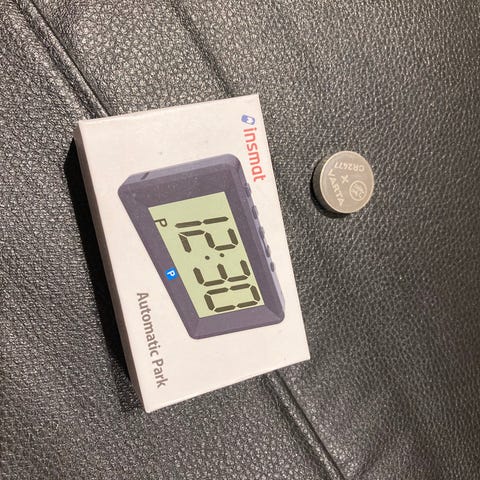 insmat
12:30
P
P
Automatic Park
CR2477
X
VARTA